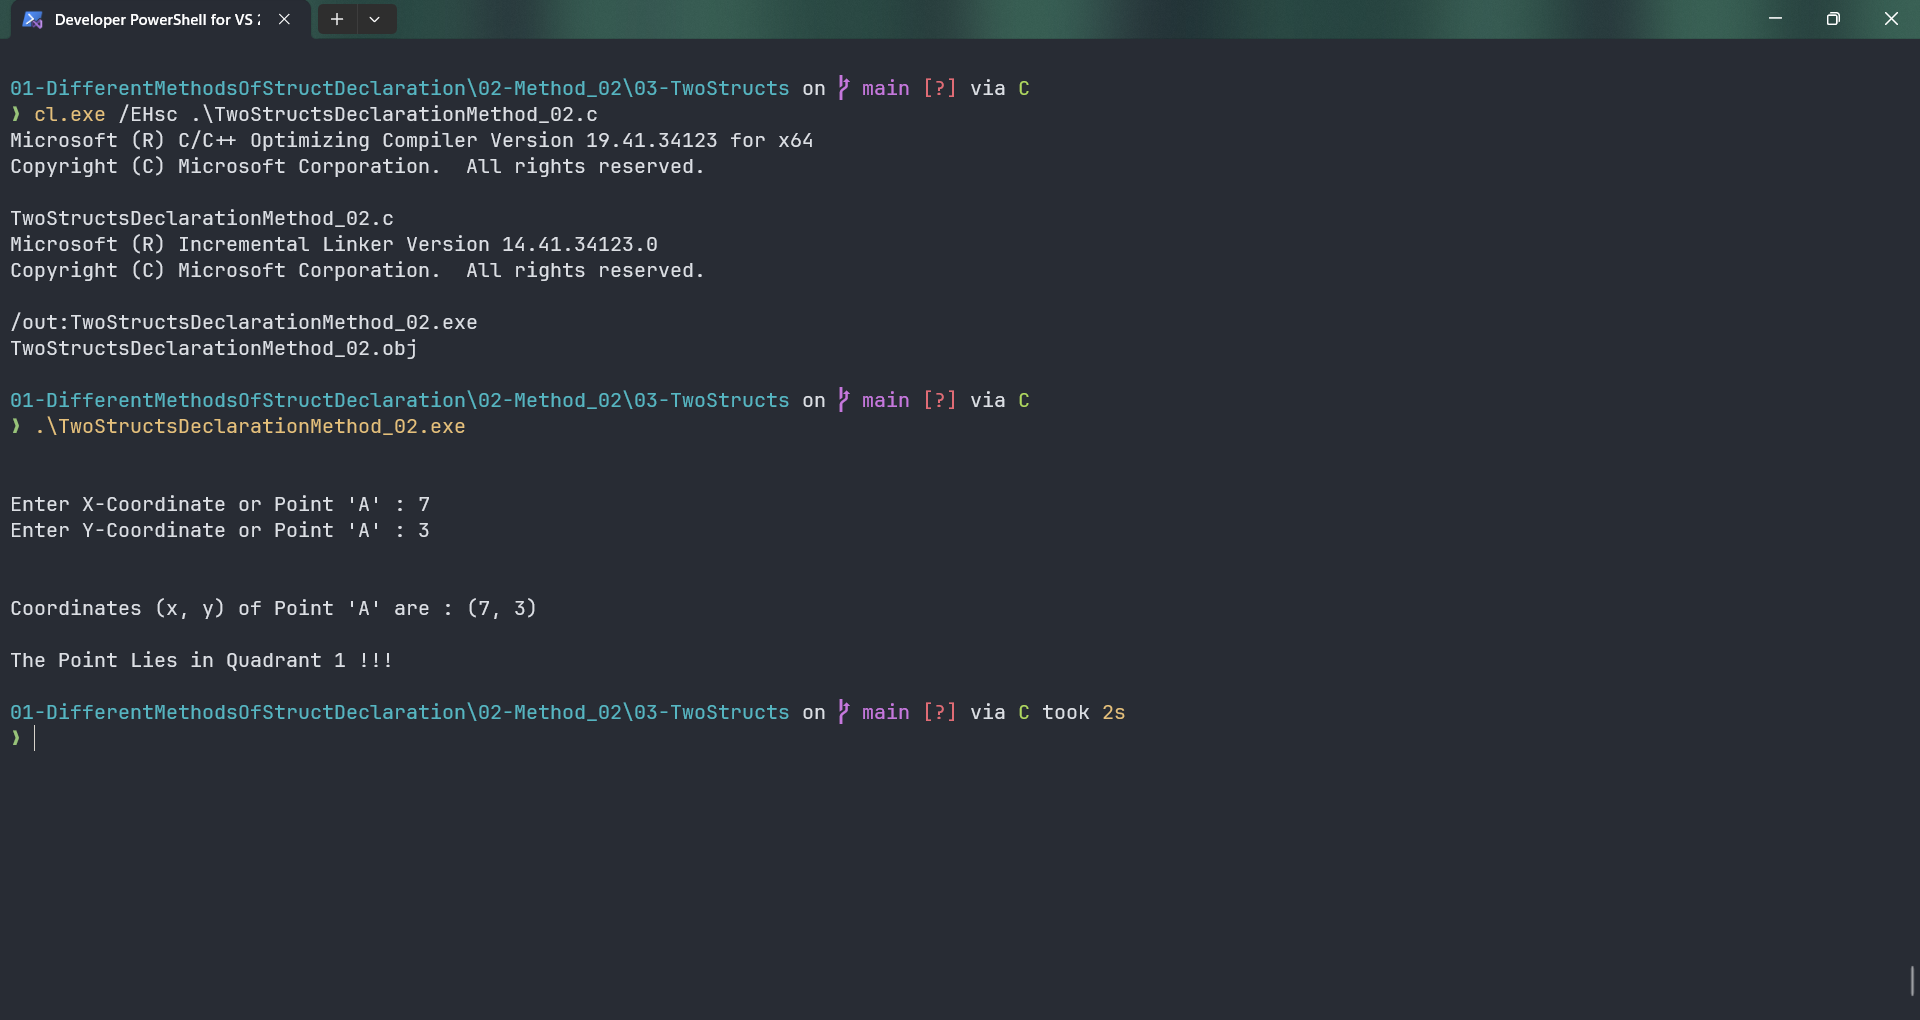 Developer PowerShell for VS 2
01-DifferentMethodsOfStructDeclaration\02-Method_02\03-TwoStructs on main [?] via C
❯ cl.exe /EHsc .\TwoStructsDeclarationMethod_02.c
Microsoft (R) C/C++ Optimizing Compiler Version 19.41.34123 for x64
Copyright (C) Microsoft Corporation.  All rights reserved.
TwoStructsDeclarationMethod_02.c
Microsoft (R) Incremental Linker Version 14.41.34123.0
Copyright (C) Microsoft Corporation.  All rights reserved.
/out:TwoStructsDeclarationMethod_02.exe
TwoStructsDeclarationMethod_02.obj
01-DifferentMethodsOfStructDeclaration\02-Method_02\03-TwoStructs on main [?] via C
❯ .\TwoStructsDeclarationMethod_02.exe
Enter X-Coordinate or Point 'A' : 7
Enter Y-Coordinate or Point 'A' : 3
Coordinates (x, y) of Point 'A' are : (7, 3)
The Point Lies in Quadrant 1 !!!
01-DifferentMethodsOfStructDeclaration\02-Method_02\03-TwoStructs on main [?] via C took 2s
❯